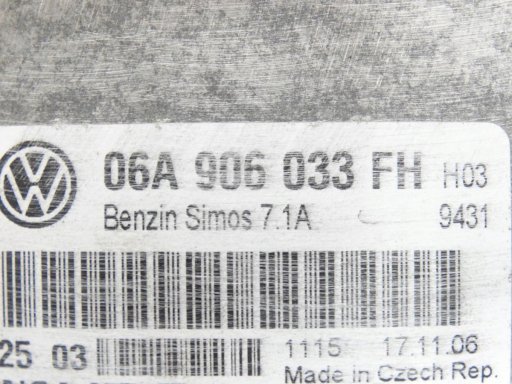 06A 906 033 FH H03
Benzin Simos 7.1A 9431
25 03 1115 17.11.06
Made in Czech Rep.